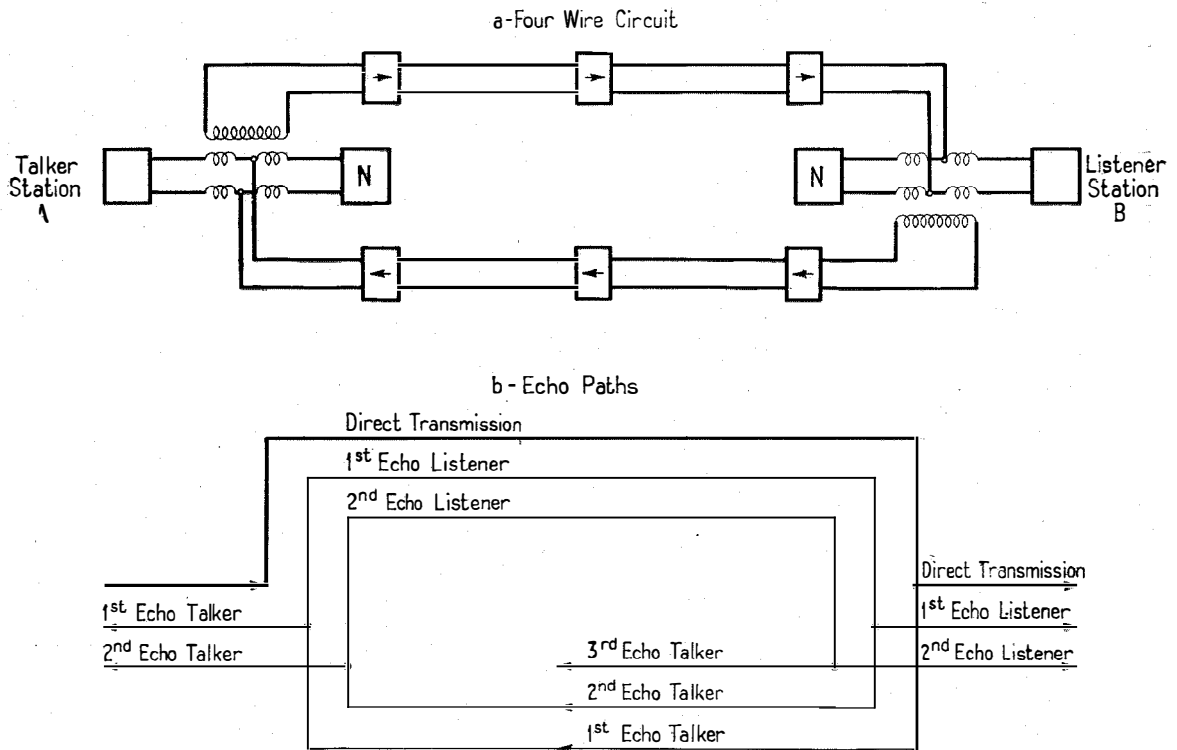 a-Four Wire Circuit
Talker
Station
A
N
N
Listener
Station
B
b-Echo Paths
Direct Transmission
1st Echo Listener
2nd Echo Listener
Direct Transmission
1st Echo Talker
1st Echo Listener
2nd Echo Talker
3rd Echo Talker
2nd Echo Listener
2nd Echo Talker
1st Echo Talker